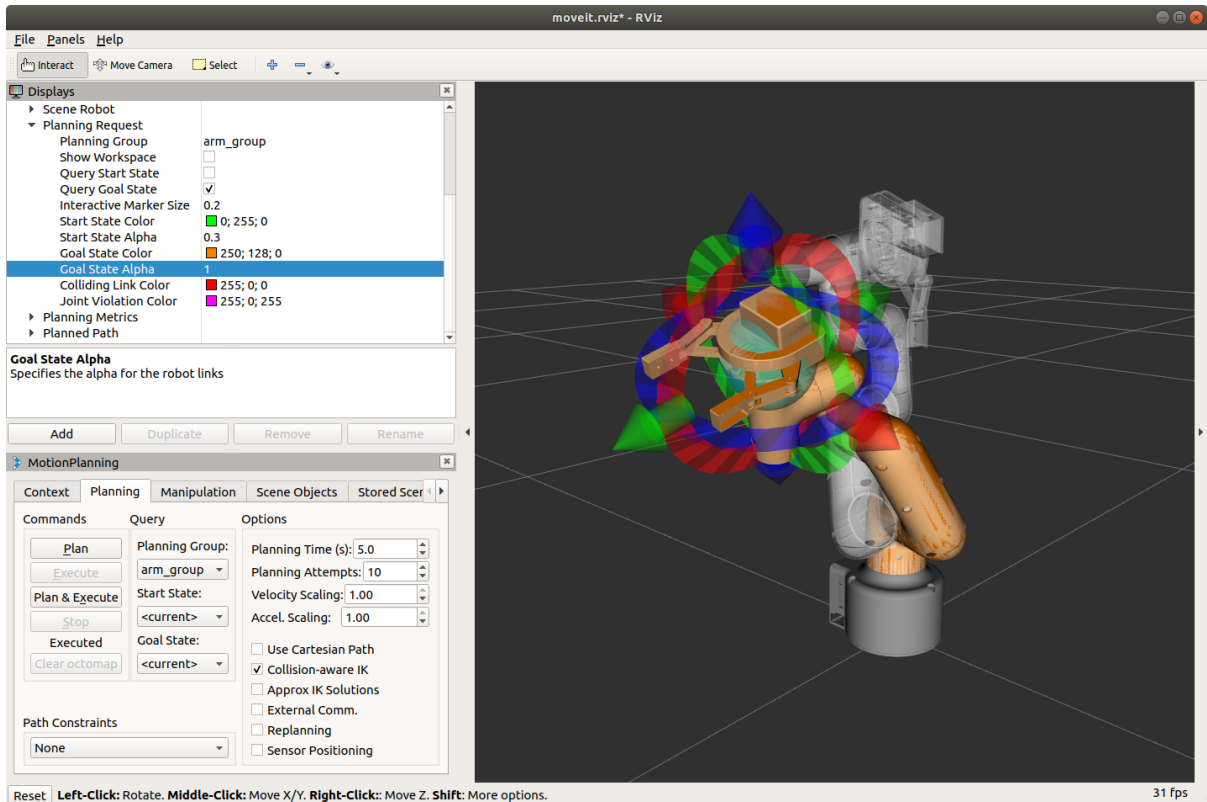 moveit.rviz* - RViz
File Panels Help
Interact Move Camera Select
Displays
Scene Robot
Planning Request
Planning Group arm_group
Show Workspace
Query Start State
Query Goal State
Interactive Marker Size 0.2
Start State Color 0; 255; 0
Start State Alpha 0.3
Goal State Color 250; 128; 0
Goal State Alpha 1
Colliding Link Color 255; 0; 0
Joint Violation Color 255; 0; 255
Planning Metrics
Planned Path
Goal State Alpha
Specifies the alpha for the robot links
Add Duplicate Remove Rename
MotionPlanning
Context Planning Manipulation Scene Objects Stored Scer
Commands Query Options
Plan Planning Group: Planning Time (s): 5.0
Execute arm_group Planning Attempts: 10
Plan & Execute Start State: Velocity Scaling: 1.00
Stop <current> Accel. Scaling: 1.00
Executed Goal State: Use Cartesian Path
Clear octomap <current> Collision-aware IK
Approx IK Solutions
External Comm.
Path Constraints Replanning
None Sensor Positioning
Reset Left-Click: Rotate. Middle-Click: Move X/Y. Right-Click:: Move Z. Shift: More options. 31 fps